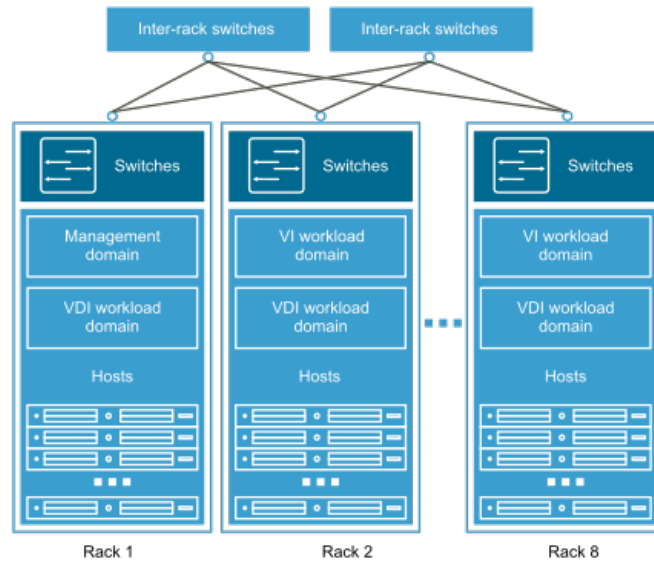 Inter-rack switches
Inter-rack switches
Switches
Management
domain
VDI workload
domain
Hosts
Rack 1
Switches
VI workload
domain
VDI workload
domain
Hosts
Rack 2
Switches
VI workload
domain
VDI workload
domain
Hosts
Rack 8